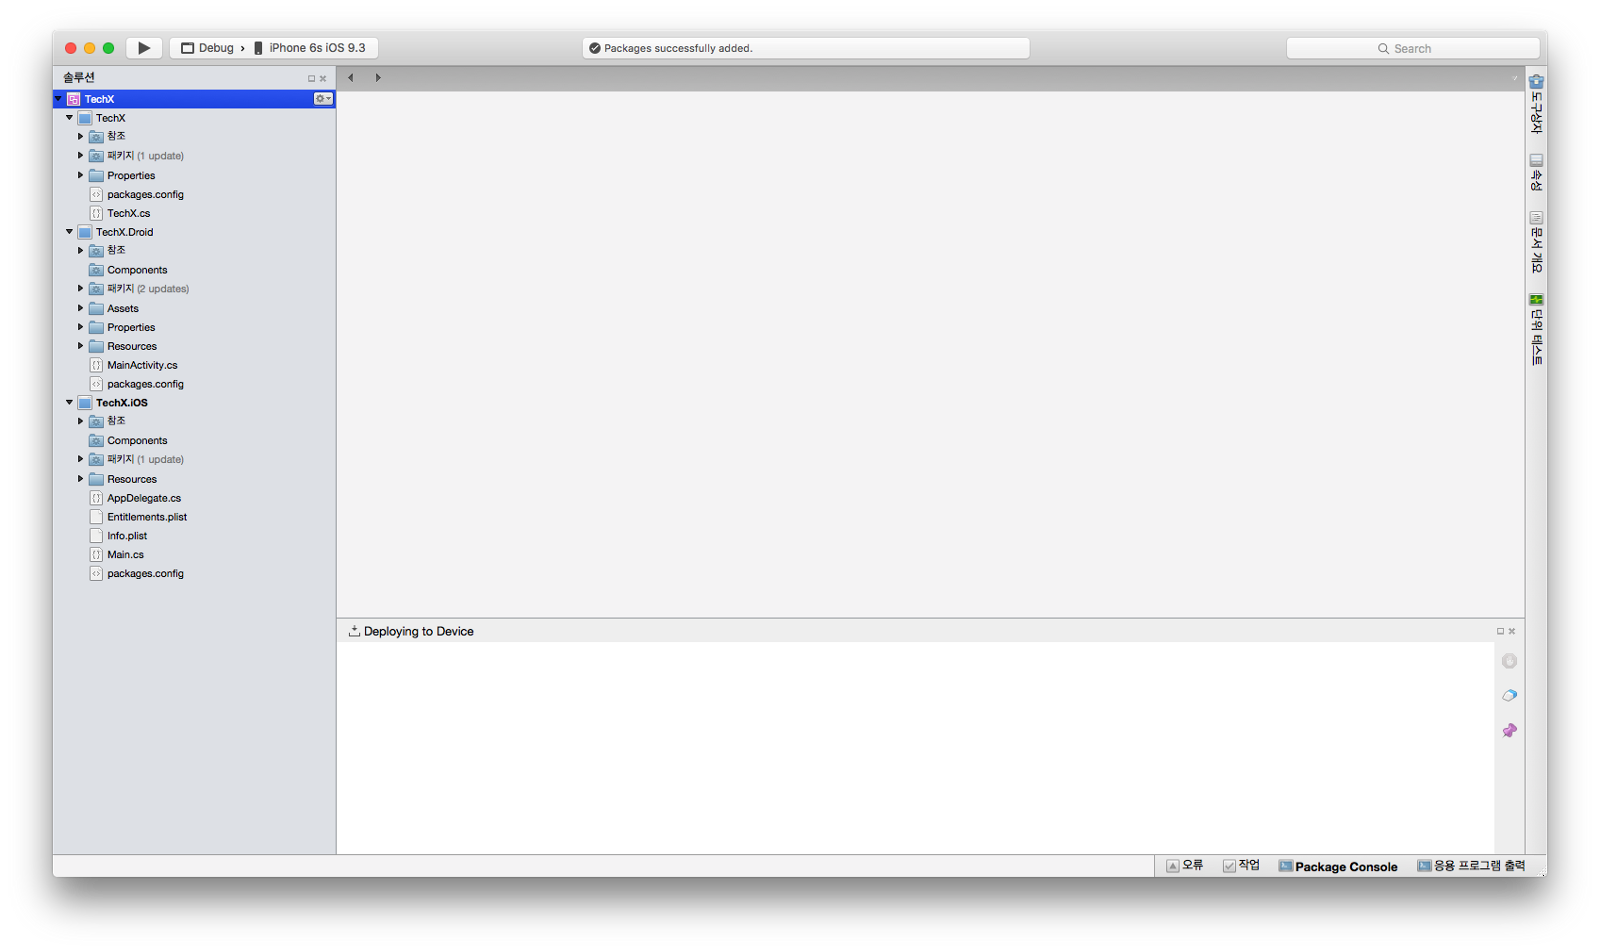 Debug › iPhone 6s iOS 9.3
Packages successfully added.
Search
솔루션
TechX
TechX
참조
패키지 (1 update)
Properties
packages.config
TechX.cs
TechX.Droid
참조
Components
패키지 (2 updates)
Assets
Properties
Resources
MainActivity.cs
packages.config
TechX.iOS
참조
Components
패키지 (1 update)
Resources
AppDelegate.cs
Entitlements.plist
Info.plist
Main.cs
packages.config
도구상자
속성
문서 개요
단위 테스트
Deploying to Device
오류
작업
Package Console
응용 프로그램 출력